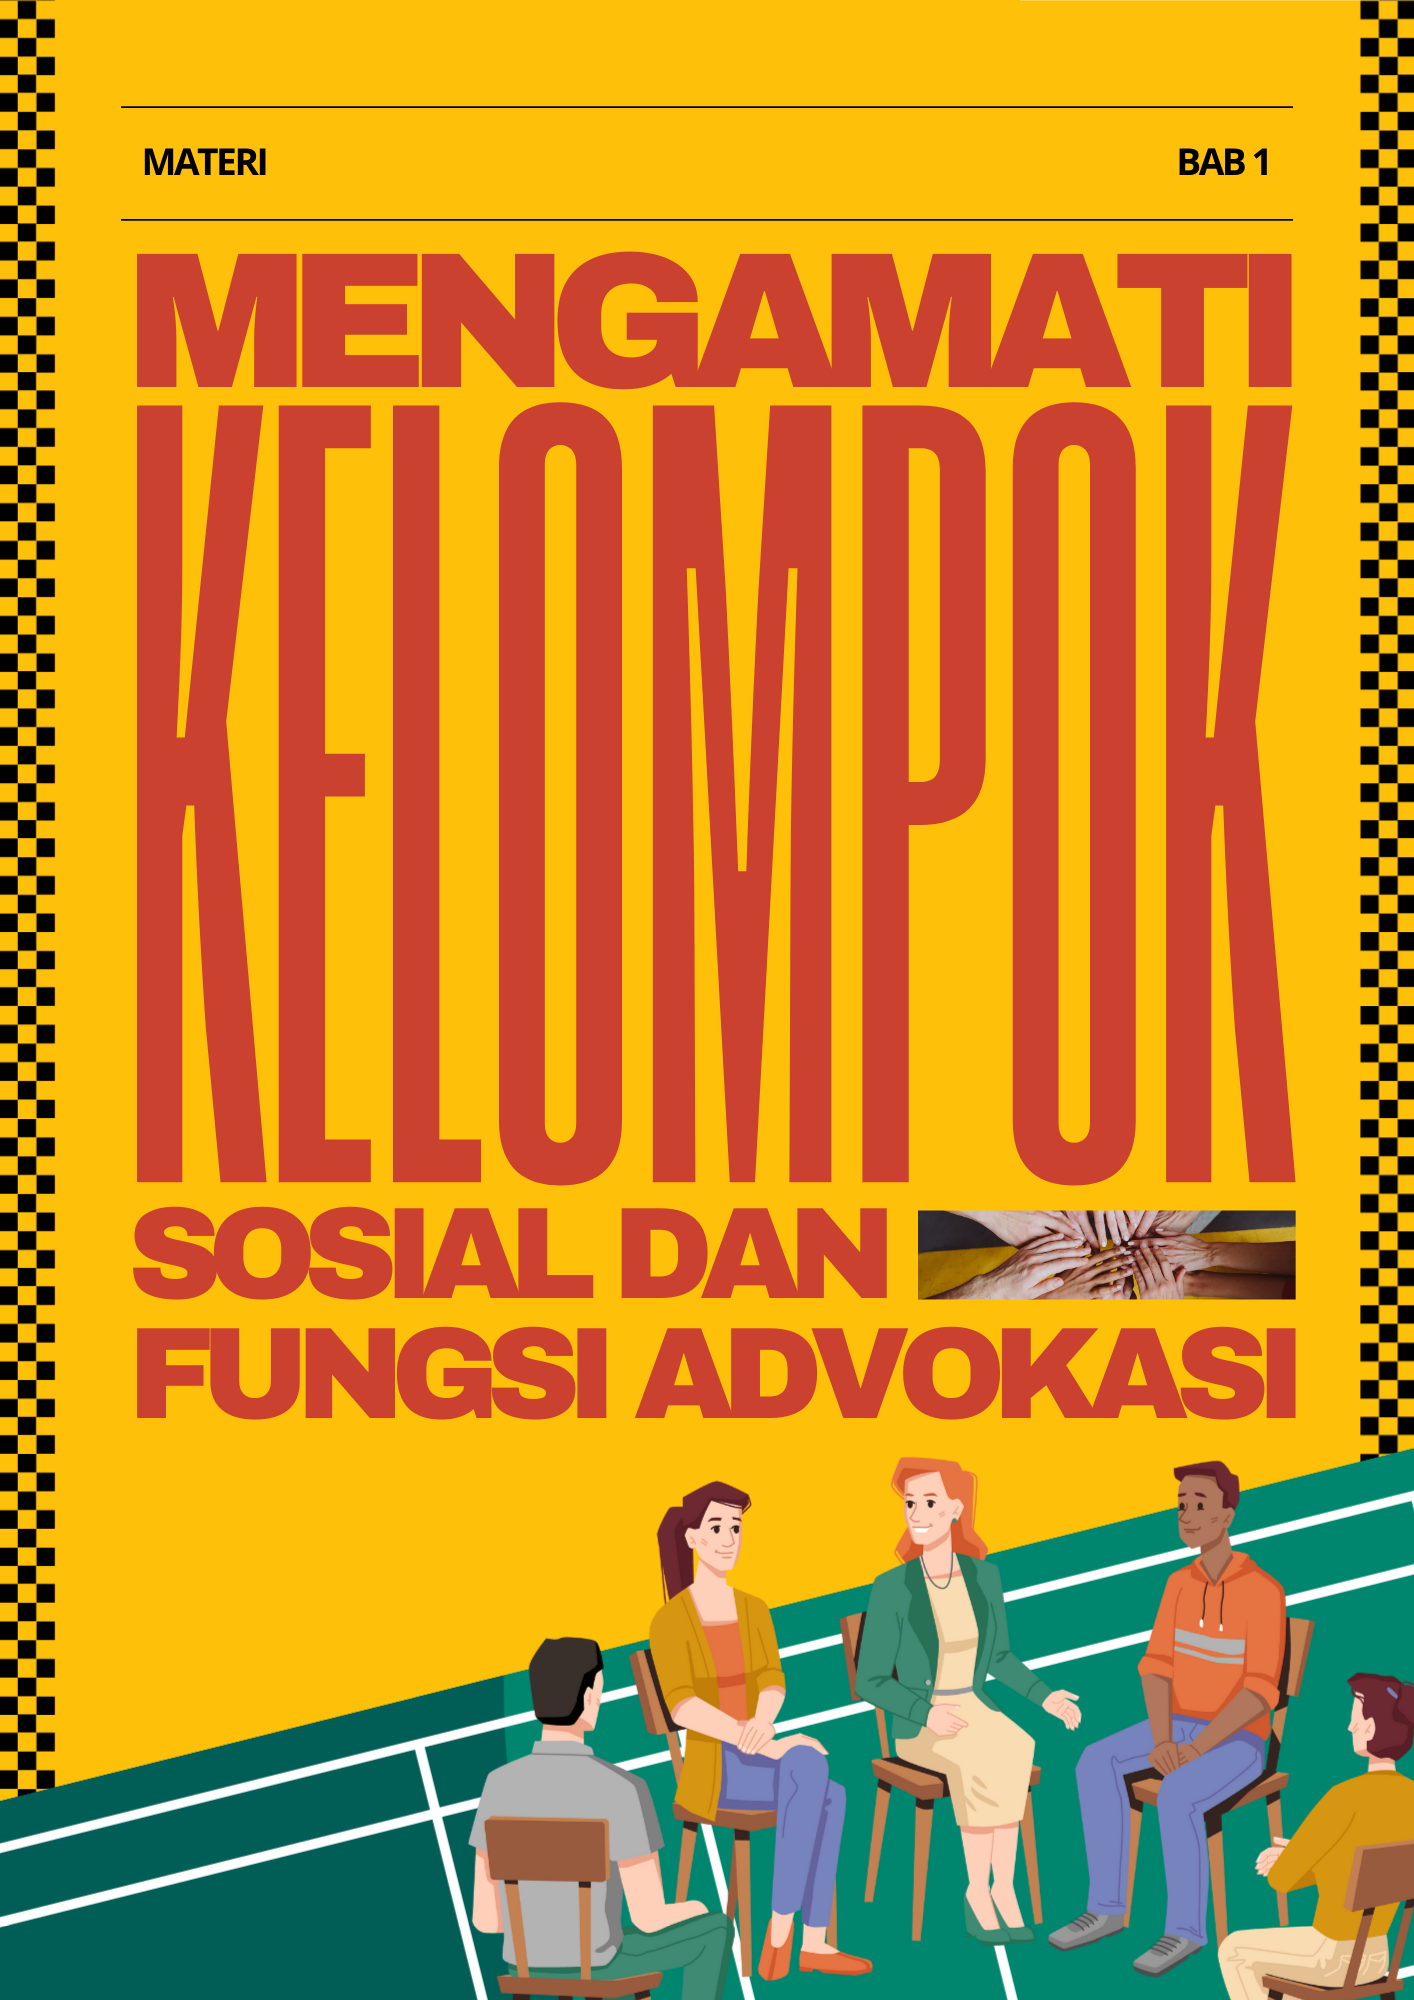 MATERI
BAB 1
MENGAMATI
KELOMPOK
SOSIAL DAN
FUNGSI ADVOKASI